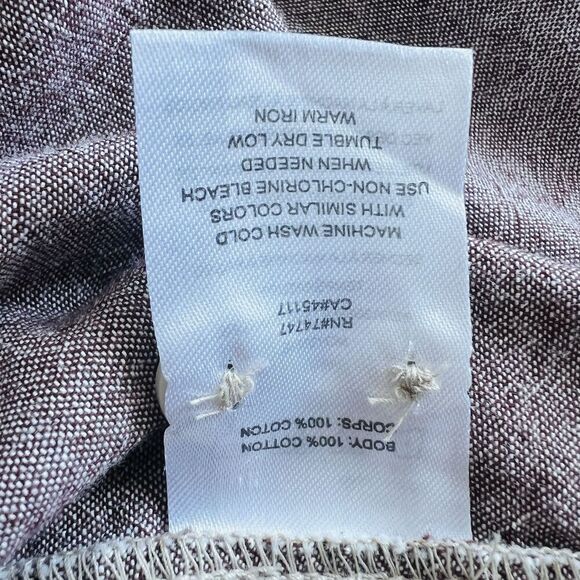 BODY: 100% COTTON
CORPS: 100% COTON
RN#74747
CA#45117
MACHINE WASH COLD
WITH SIMILAR COLORS
USE NON-CHLORINE BLEACH
WHEN NEEDED
TUMBLE DRY LOW
WARM IRON